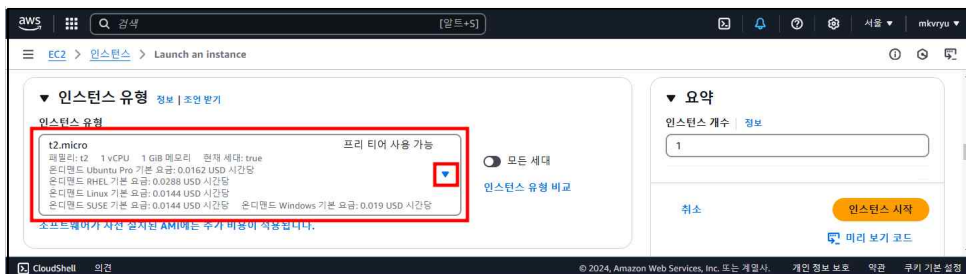 aws 검색 [알트+S] 서울 ▼ mkvryu ▼
EC2 > 인스턴스 > Launch an instance
▼ 인스턴스 유형 정보 | 조언 받기
인스턴스 유형
t2.micro 프리 티어 사용 가능
패밀리: t2 1 vCPU 1 GiB 메모리 현재 세대: true
온디맨드 Ubuntu Pro 기본 요금: 0.0162 USD 시간당
온디맨드 RHEL 기본 요금: 0.0288 USD 시간당
온디맨드 Linux 기본 요금: 0.0144 USD 시간당
온디맨드 SUSE 기본 요금: 0.0144 USD 시간당 온디맨드 Windows 기본 요금: 0.019 USD 시간당
모든 세대
인스턴스 유형 비교
소프트웨어가 사전 설치된 AMI에는 추가 비용이 적용됩니다.
▼ 요약
인스턴스 개수 정보
1
취소 인스턴스 시작
미리 보기 코드
CloudShell 의견 © 2024, Amazon Web Services, Inc. 또는 계열사. 개인 정보 보호 약관 쿠키 기본 설정